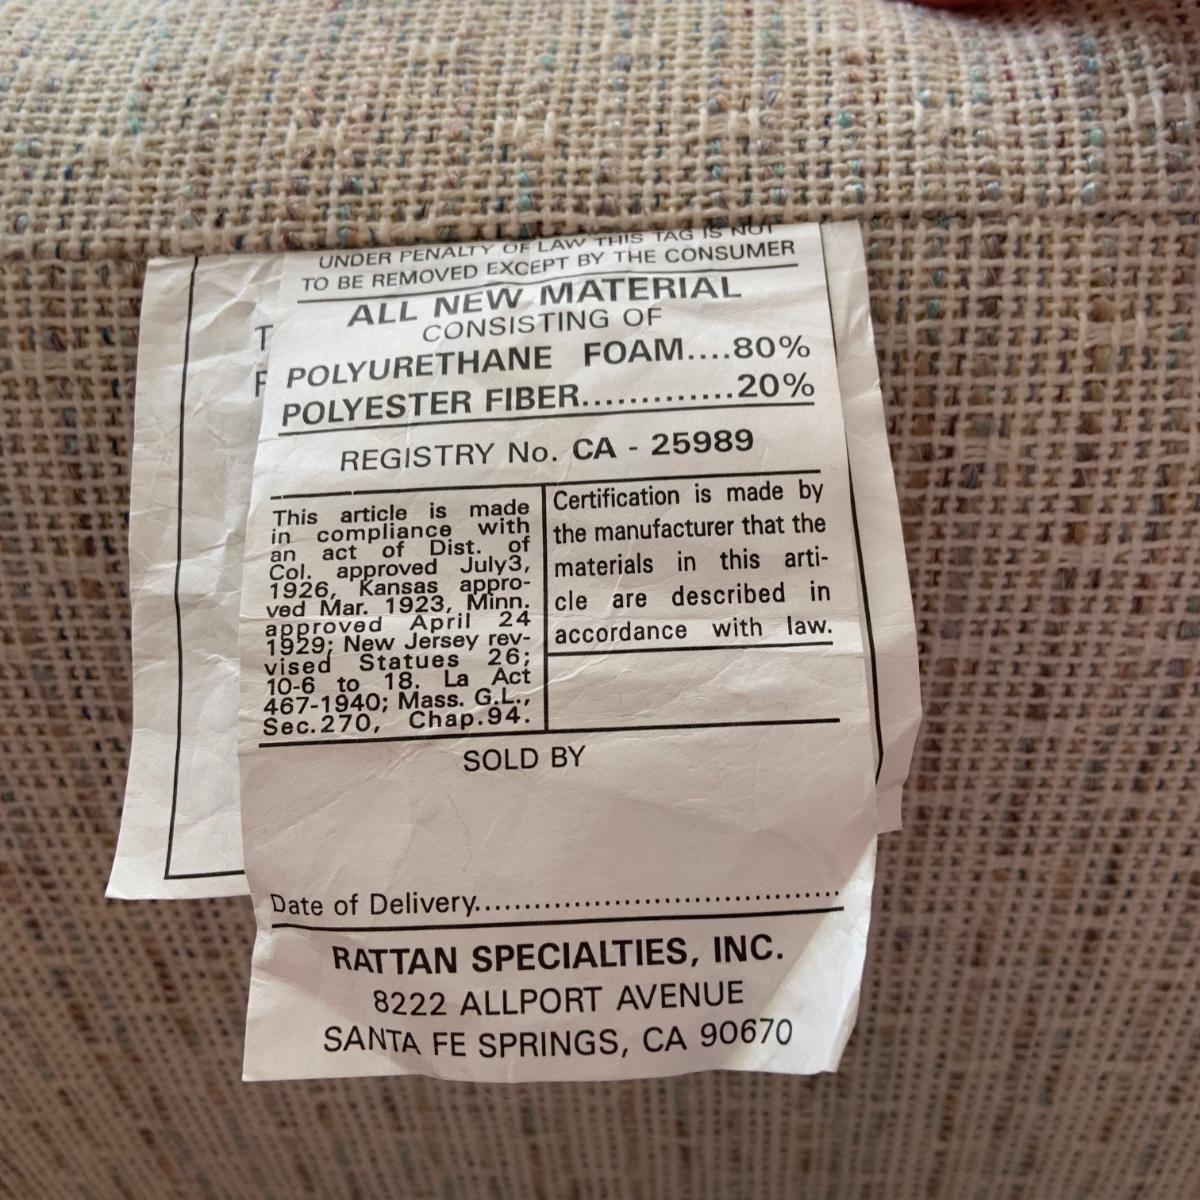 UNDER PENALTY OF LAW THIS TAG IS NOT
TO BE REMOVED EXCEPT BY THE CONSUMER
ALL NEW MATERIAL
CONSISTING OF
POLYURETHANE FOAM....80%
POLYESTER FIBER.............20%
REGISTRY No. CA - 25989
This article is made
in compliance with
an act of Dist. of
Col. approved July3,
1926, Kansas appro-
ved Mar. 1923, Minn.
approved April 24
1929; New Jersey rev-
vised Statues 26;
10-6 to 18. La Act
467-1940; Mass. G.L.,
Sec.270, Chap.94.
Certification is made by
the manufacturer that the
materials in this arti-
cle are described in
accordance with law.
SOLD BY
Date of Delivery......................................
RATTAN SPECIALTIES, INC.
8222 ALLPORT AVENUE
SANTA FE SPRINGS, CA 90670